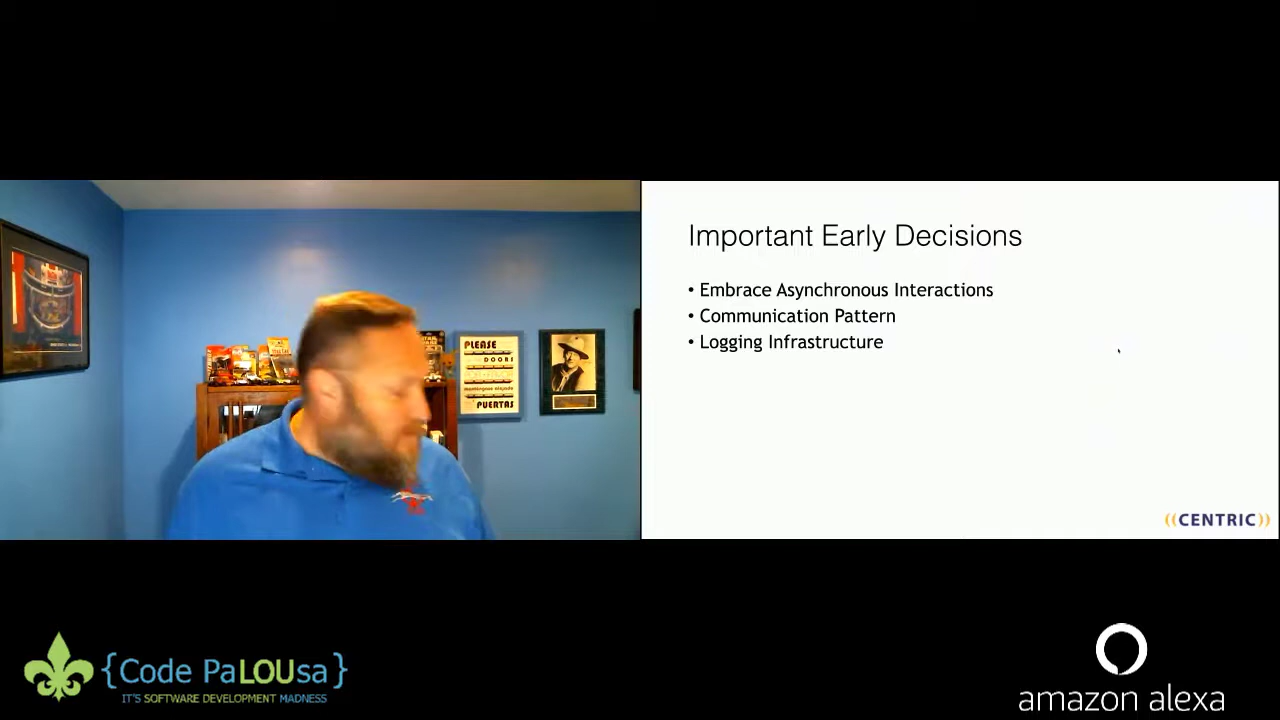 PLEASE
DOORS
PUERTAS
Important Early Decisions
• Embrace Asynchronous Interactions
• Communication Pattern
• Logging Infrastructure
((CENTRIC))
{Code PaLOUsa}
IT'S SOFTWARE DEVELOPMENT MADNESS
amazon alexa